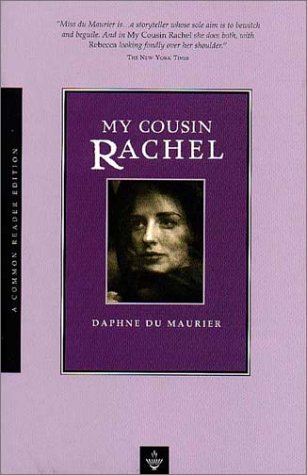 "Miss du Maurier is...a storyteller whose sole aim is to bewitch
and beguile. And in My Cousin Rachel she does both, with
Rebecca looking fondly over her shoulder."
THE NEW YORK TIMES
MY COUSIN
RACHEL
DAPHNE DU MAURIER
A COMMON READER EDITION